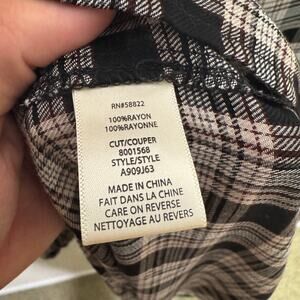 RN#58822
100%RAYON
100%RAYONNE
CUT/COUPER
8001568
STYLE/STYLE
A909J63
MADE IN CHINA
FAIT DANS LA CHINE
CARE ON REVERSE
NETTOYAGE AU REVERS